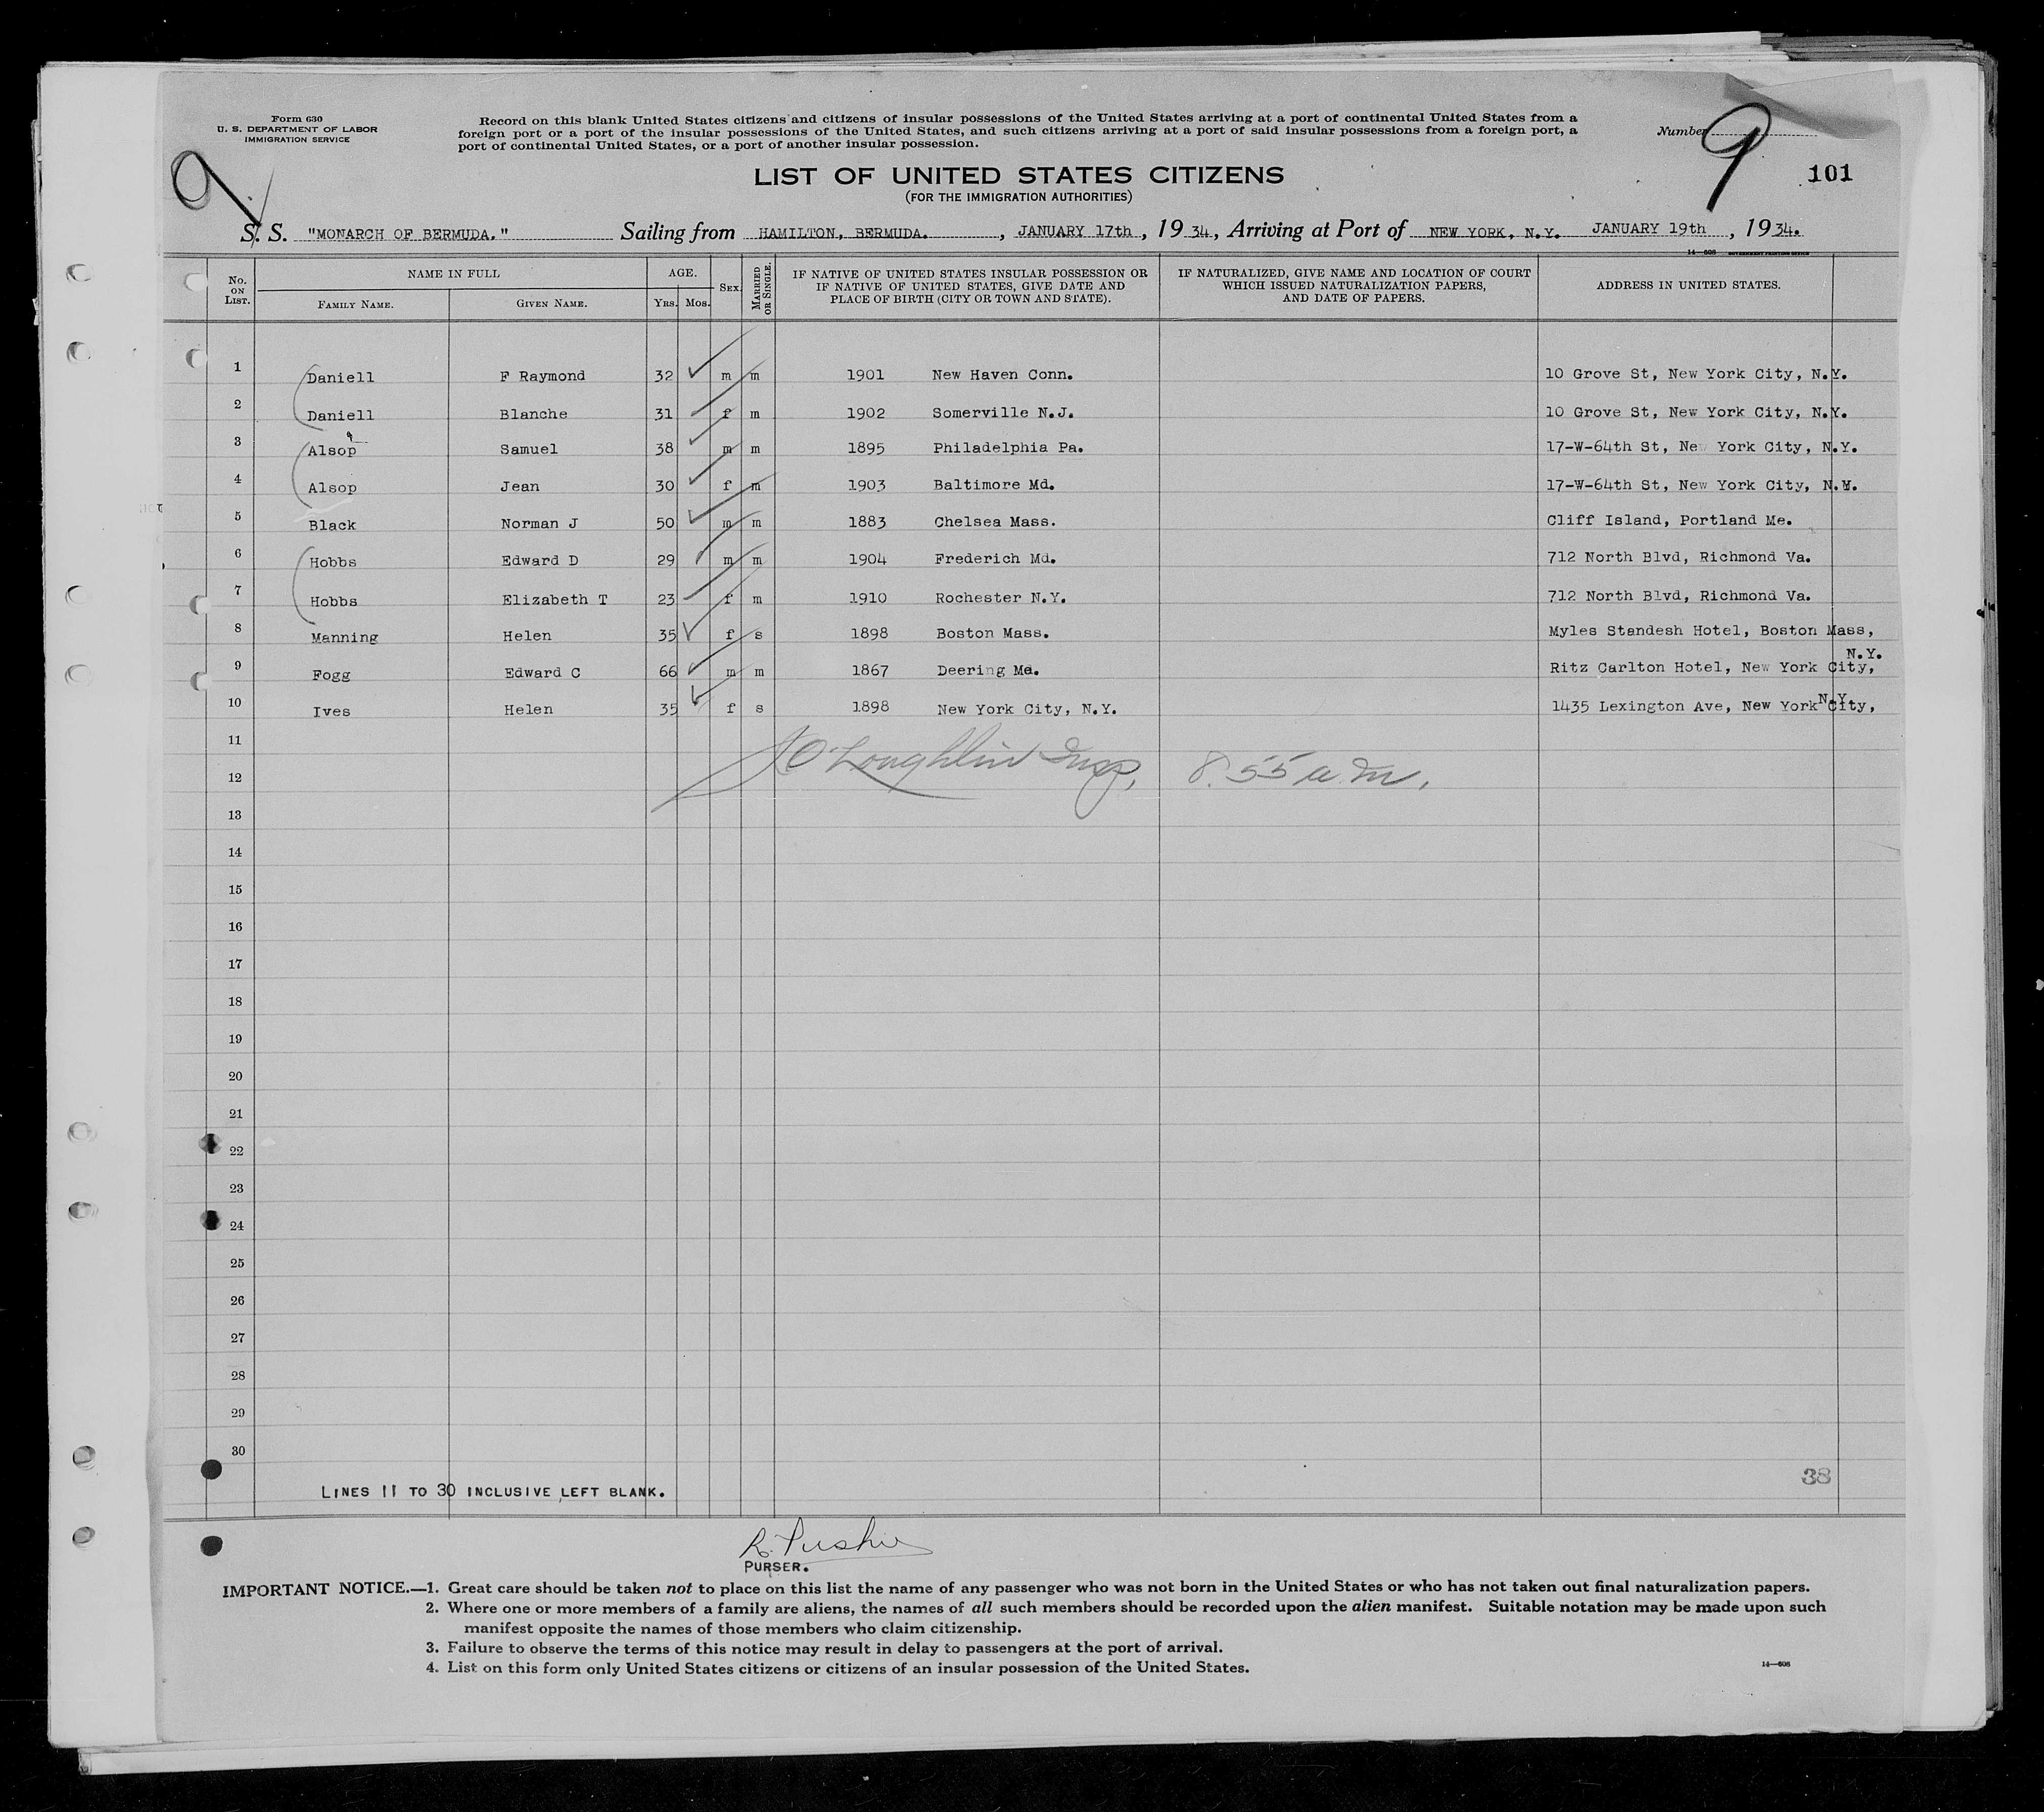 Form 630
U. S. DEPARTMENT OF LABOR
IMMIGRATION SERVICE
Record on this blank United States citizens and citizens of insular possessions of the United States arriving at a port of continental United States from a
foreign port or a port of the insular possessions of the United States, and such citizens arriving at a port of said insular possessions from a foreign port, a
port of continental United States, or a port of another insular possession.
Number 9
9
101
LIST OF UNITED STATES CITIZENS
(FOR THE IMMIGRATION AUTHORITIES)
S. S. "MONARCH OF BERMUDA." Sailing from HAMILTON, BERMUDA. , JANUARY 17th , 19 34, Arriving at Port of NEW YORK, N.Y. JANUARY 19th , 19 34.
14—608 GOVERNMENT PRINTING OFFICE
No. ON LIST. NAME IN FULL FAMILY NAME. GIVEN NAME. AGE. YRS. MOS. SEX. MARRIED OR SINGLE. IF NATIVE OF UNITED STATES INSULAR POSSESSION OR IF NATIVE OF UNITED STATES, GIVE DATE AND PLACE OF BIRTH (CITY OR TOWN AND STATE). IF NATURALIZED, GIVE NAME AND LOCATION OF COURT WHICH ISSUED NATURALIZATION PAPERS, AND DATE OF PAPERS. ADDRESS IN UNITED STATES.
1 Daniell F Raymond 32 m m 1901 New Haven Conn. 10 Grove St, New York City, N.Y.
2 Daniell Blanche 31 f m 1902 Somerville N.J. 10 Grove St, New York City, N.Y.
3 Alsop Samuel 38 m m 1895 Philadelphia Pa. 17-W-64th St, New York City, N.Y.
4 Alsop Jean 30 f m 1903 Baltimore Md. 17-W-64th St, New York City, N.Y.
5 Black Norman J 50 m m 1883 Chelsea Mass. Cliff Island, Portland Me.
6 Hobbs Edward D 29 m m 1904 Frederich Md. 712 North Blvd, Richmond Va.
7 Hobbs Elizabeth T 23 f m 1910 Rochester N.Y. 712 North Blvd, Richmond Va.
8 Manning Helen 35 f s 1898 Boston Mass. Myles Standesh Hotel, Boston Mass,
9 Fogg Edward C 66 m m 1867 Deering Me. Ritz Carlton Hotel, New York City, N.Y.
10 Ives Helen 35 f s 1898 New York City, N.Y. 1435 Lexington Ave, New York City, N.Y.
11
O'Loughlin Insp. 8.55 a.m.
12
13
14
15
16
17
18
19
20
21
22
23
24
25
26
27
28
29
30
38
LINES 11 TO 30 INCLUSIVE LEFT BLANK.
PURSER.
IMPORTANT NOTICE.—1. Great care should be taken not to place on this list the name of any passenger who was not born in the United States or who has not taken out final naturalization papers.
2. Where one or more members of a family are aliens, the names of all such members should be recorded upon the alien manifest. Suitable notation may be made upon such
manifest opposite the names of those members who claim citizenship.
3. Failure to observe the terms of this notice may result in delay to passengers at the port of arrival.
4. List on this form only United States citizens or citizens of an insular possession of the United States.
14—608